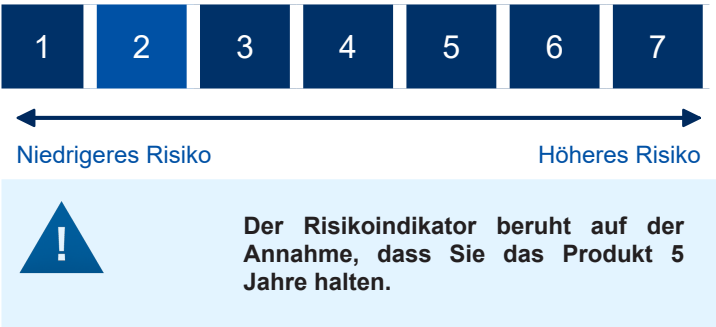 1 2 3 4 5 6 7
Niedrigeres Risiko Höheres Risiko
!
Der Risikoindikator beruht auf der
Annahme, dass Sie das Produkt 5
Jahre halten.